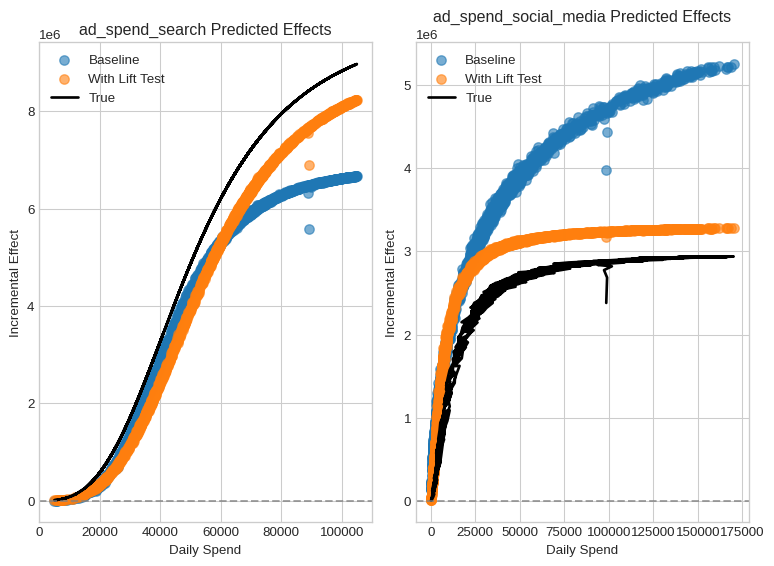 ad_spend_search Predicted Effects
1e6
Baseline
With Lift Test
True
8
6
4
2
0
Incremental Effect
0 20000 40000 60000 80000 100000
Daily Spend
ad_spend_social_media Predicted Effects
1e6
Baseline
With Lift Test
True
5
4
3
2
1
0
Incremental Effect
0 25000 50000 75000 100000 125000 150000 175000
Daily Spend